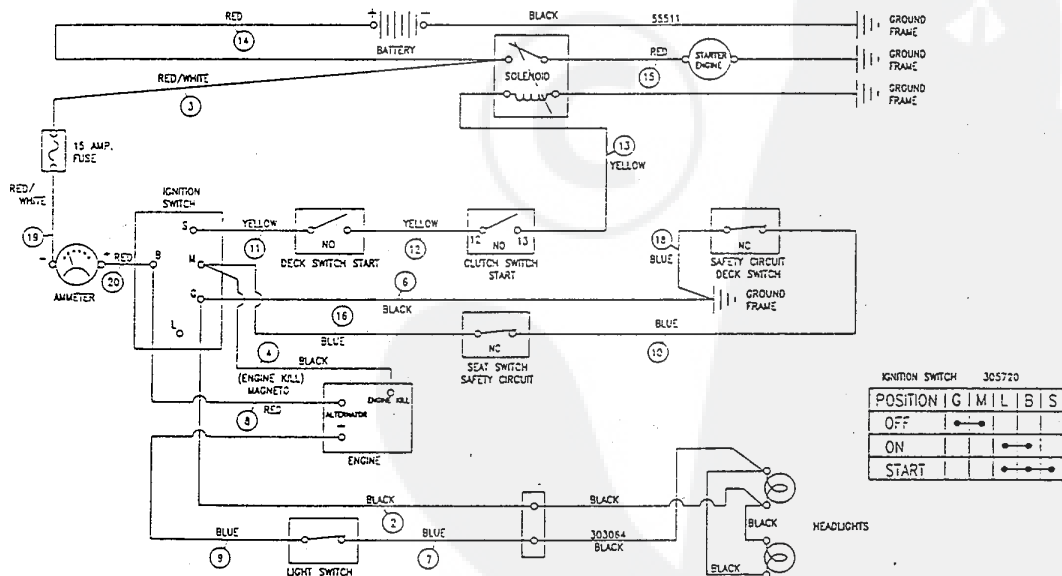 RED
+
−
BLACK
55511
GROUND FRAME
14
BATTERY
RED
STARTER ENGINE
GROUND FRAME
RED/WHITE
SOLENOID
15
3
GROUND FRAME
15 AMP. FUSE
13
YELLOW
RED/ WHITE
IGNITION SWITCH
19
S
YELLOW
11
NO
DECK SWITCH START
YELLOW
12
12
NO
13
CLUTCH SWITCH START
18
BLUE
NC
SAFETY CIRCUIT DECK SWITCH
−
+
RED
20
AMMETER
B
M
G
L
6
BLACK
GROUND FRAME
16
BLUE
NC
SEAT SWITCH SAFETY CIRCUIT
BLUE
10
4
BLACK
(ENGINE KILL) MAGNETO
RED
8
ENGINE KILL
ALTERNATOR
ENGINE
IGNITION SWITCH 305720
POSITION G M L B S
OFF
ON
START
BLACK
2
BLACK
BLACK
HEADLIGHTS
BLUE
9
LIGHT SWITCH
BLUE
7
303064
BLACK
BLACK